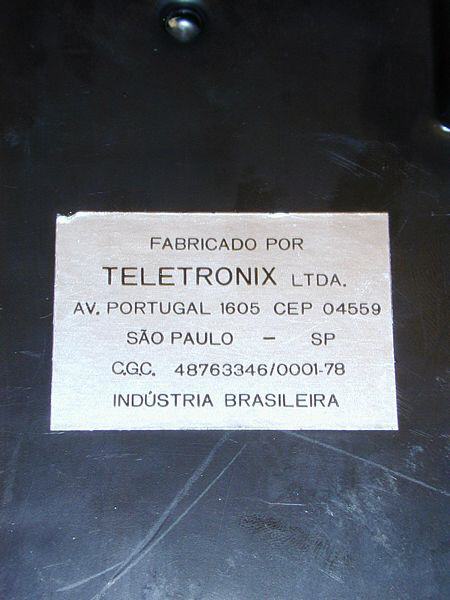 FABRICADO POR
TELETRONIX LTDA.
AV. PORTUGAL 1605 CEP 04559
SÃO PAULO – SP
C.G.C. 48763346/0001-78
INDÚSTRIA BRASILEIRA